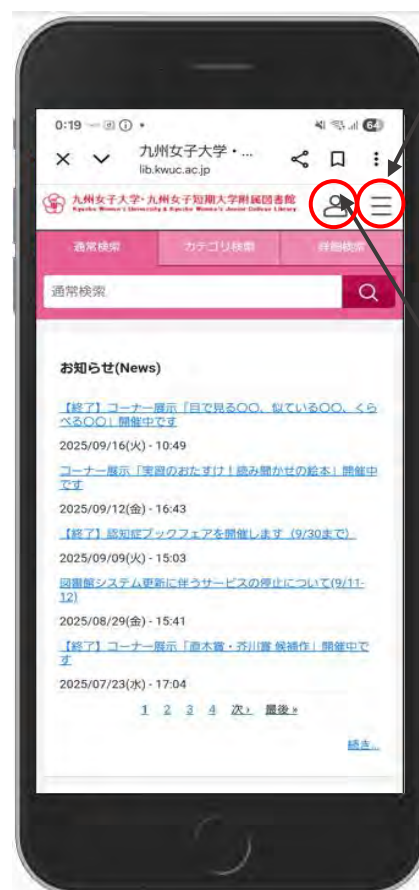 0:19
64
九州女子大学・...
lib.kwuc.ac.jp
九州女子大学・九州女子短期大学附属図書館
Kyushu Women's University & Kyushu Women's Junior College Library
通常検索 カテゴリ検索 詳細検索
通常検索
お知らせ(News)
【終了】コーナー展示「目で見る〇〇、似ている〇〇、くら
べる〇〇」開催中です
2025/09/16(火) - 10:49
コーナー展示「実習のおたすけ！読み聞かせの絵本」開催中
です
2025/09/12(金) - 16:43
【終了】認知症ブックフェアを開催します（9/30まで）
2025/09/09(火) - 15:03
図書館システム更新に伴うサービスの停止について(9/11-
12)
2025/08/29(金) - 15:41
【終了】コーナー展示「直木賞・芥川賞 候補作」開催中で
す
2025/07/23(水) - 17:04
1 2 3 4 次› 最後»
続き...